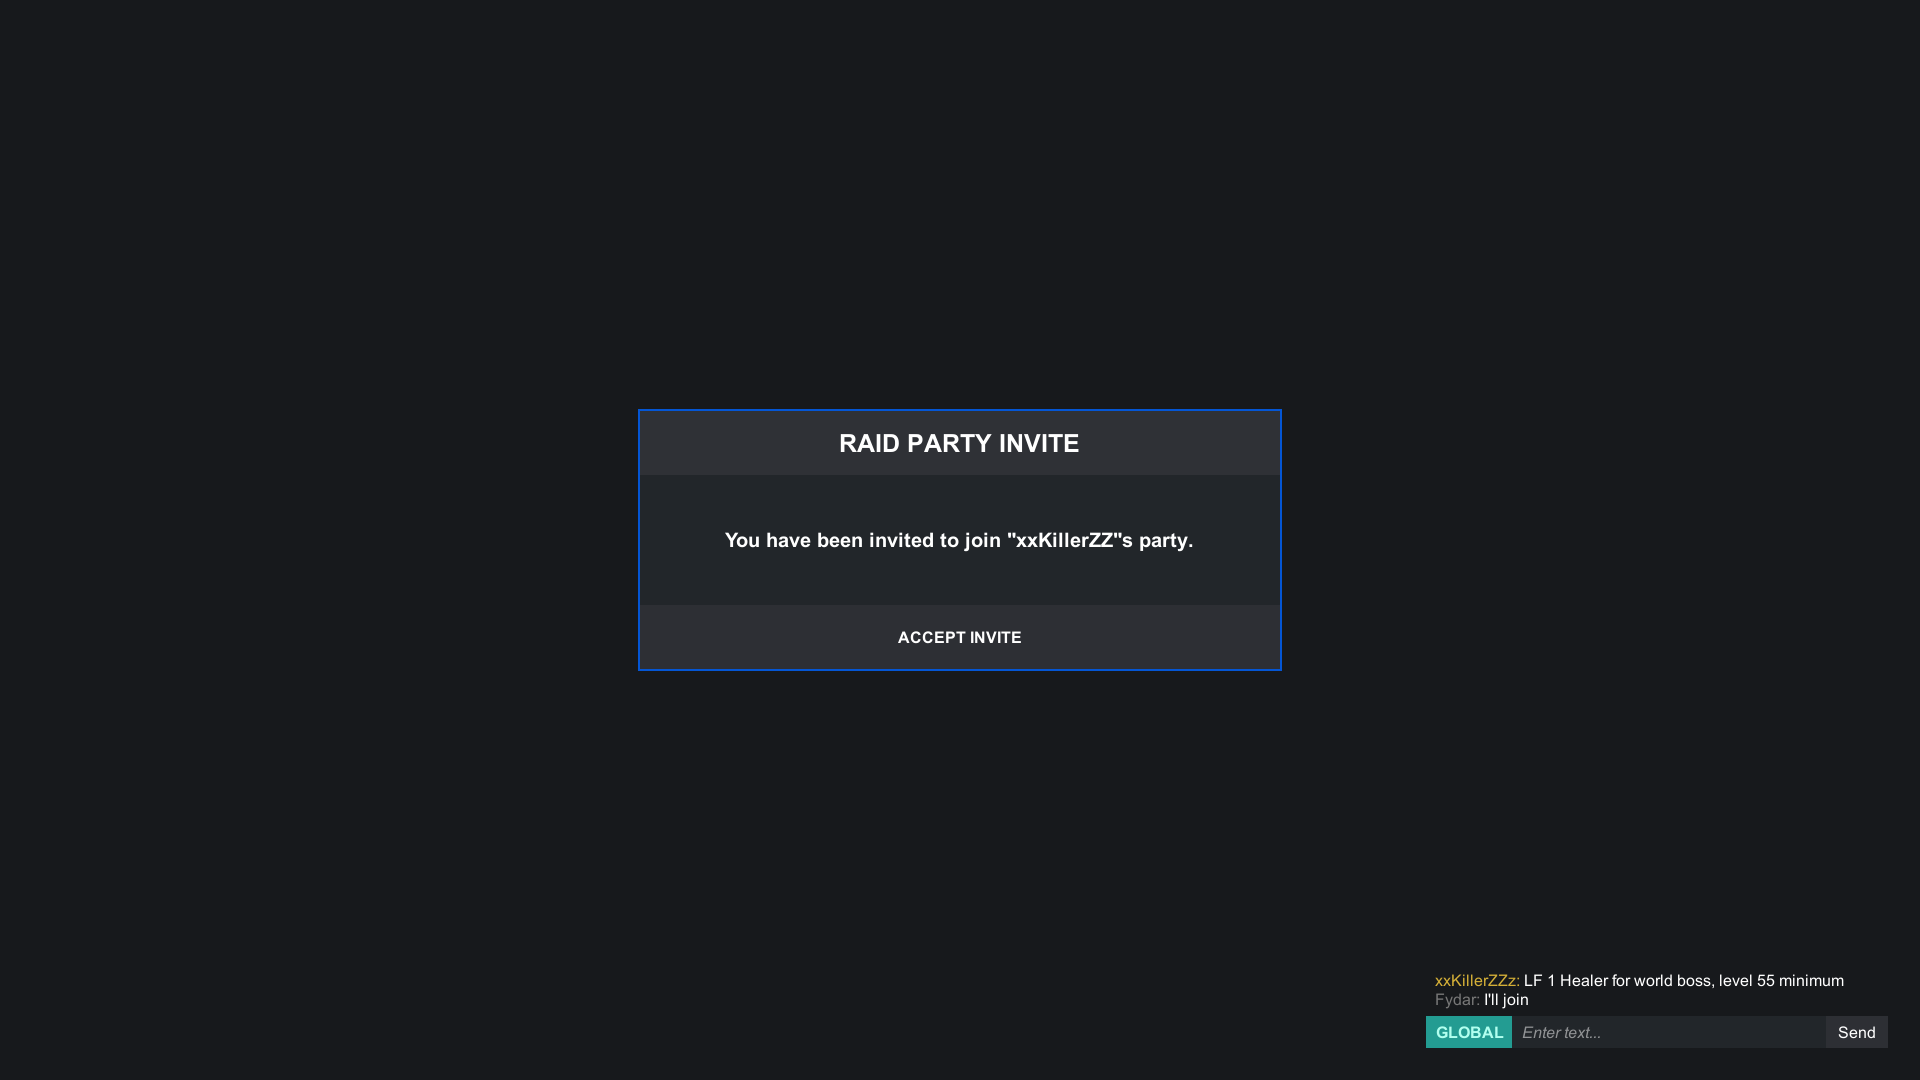 RAID PARTY INVITE
You have been invited to join "xxKillerZZ"s party.
ACCEPT INVITE
xxKillerZZz: LF 1 Healer for world boss, level 55 minimum
Fydar: I'll join
GLOBAL Enter text... Send